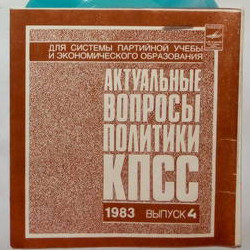 ДЛЯ СИСТЕМЫ ПАРТИЙНОЙ УЧЕБЫ
И ЭКОНОМИЧЕСКОГО ОБРАЗОВАНИЯ
АКТУАЛЬНЫЕ
ВОПРОСЫ
ПОЛИТИКИ
КПСС
1983 ВЫПУСК 4